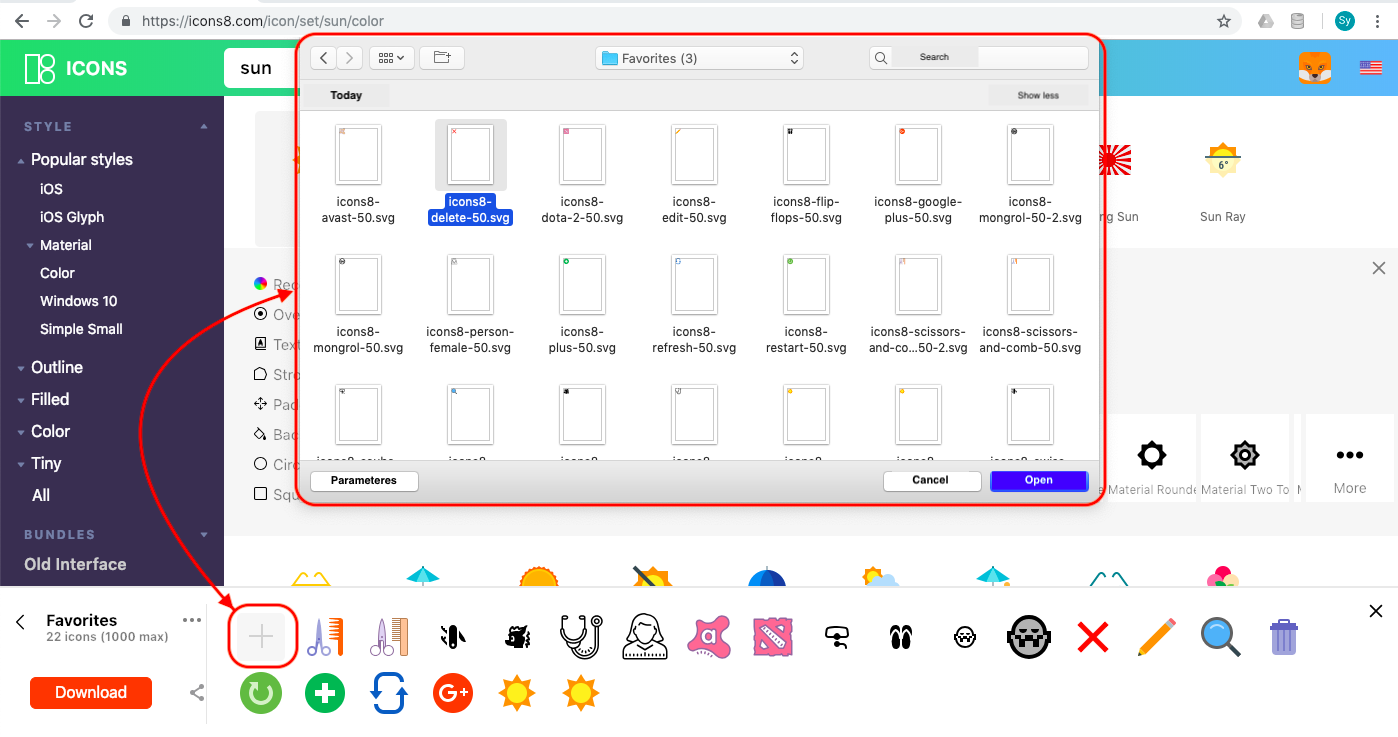 https://icons8.com/icon/set/sun/color
Sy
ICONS
sun
Favorites (3)
Search
Today
Show less
STYLE
Popular styles
iOS
iOS Glyph
Material
Color
Windows 10
Simple Small
Outline
Filled
Color
Tiny
All
BUNDLES
Old Interface
icons8-
avast-50.svg
icons8-
delete-50.svg
icons8-
dota-2-50.svg
icons8-
edit-50.svg
icons8-flip-
flops-50.svg
icons8-google-
plus-50.svg
icons8-
mongrol-50-2.svg
icons8-
mongrol-50.svg
icons8-person-
female-50.svg
icons8-
plus-50.svg
icons8-
refresh-50.svg
icons8-
restart-50.svg
icons8-scissors-
and-co...50-2.svg
icons8-scissors-
and-comb-50.svg
Parameteres
Cancel
Open
6°
ng Sun
Sun Ray
Rec
Ove
Text
Stro
Pad
Bac
Circ
Squ
Material Rounde
Material Two To
More
Favorites
22 icons (1000 max)
Download
a
G+